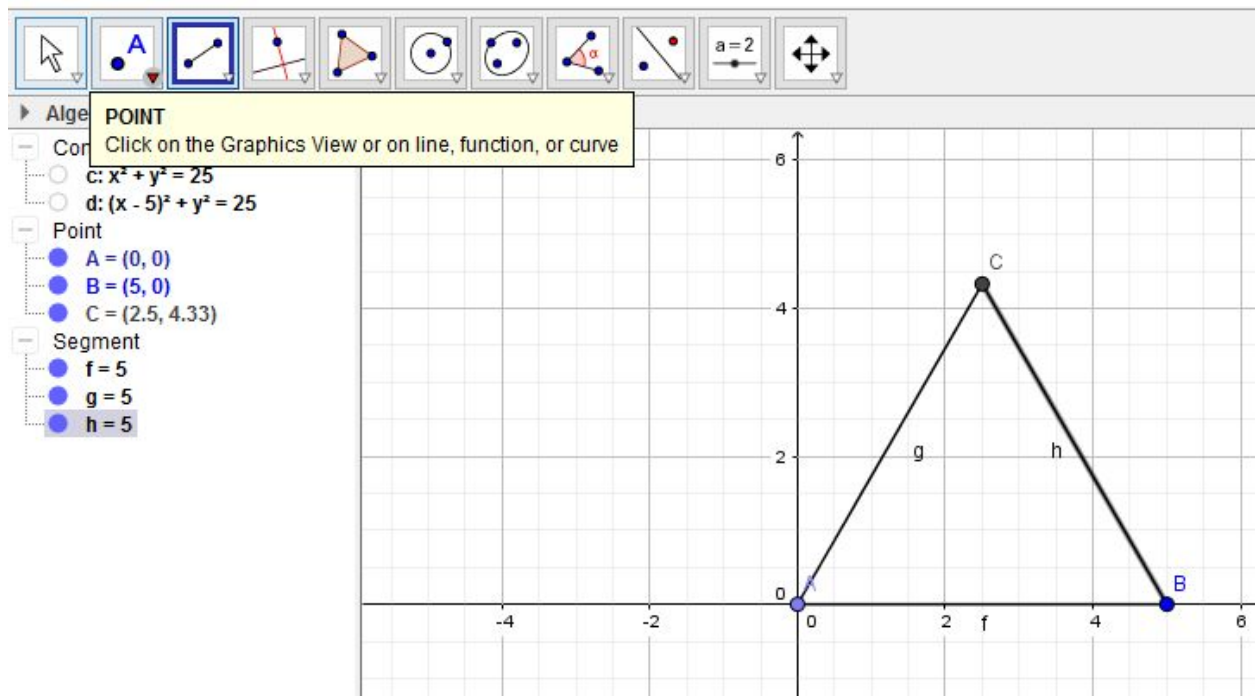 A
α
a = 2
POINT
Click on the Graphics View or on line, function, or curve
Alge
Con
c: x² + y² = 25
d: (x - 5)² + y² = 25
Point
A = (0, 0)
B = (5, 0)
C = (2.5, 4.33)
Segment
f = 5
g = 5
h = 5
6
C
4
g
h
2
A
B
0
-4
-2
0
2
f
4
6